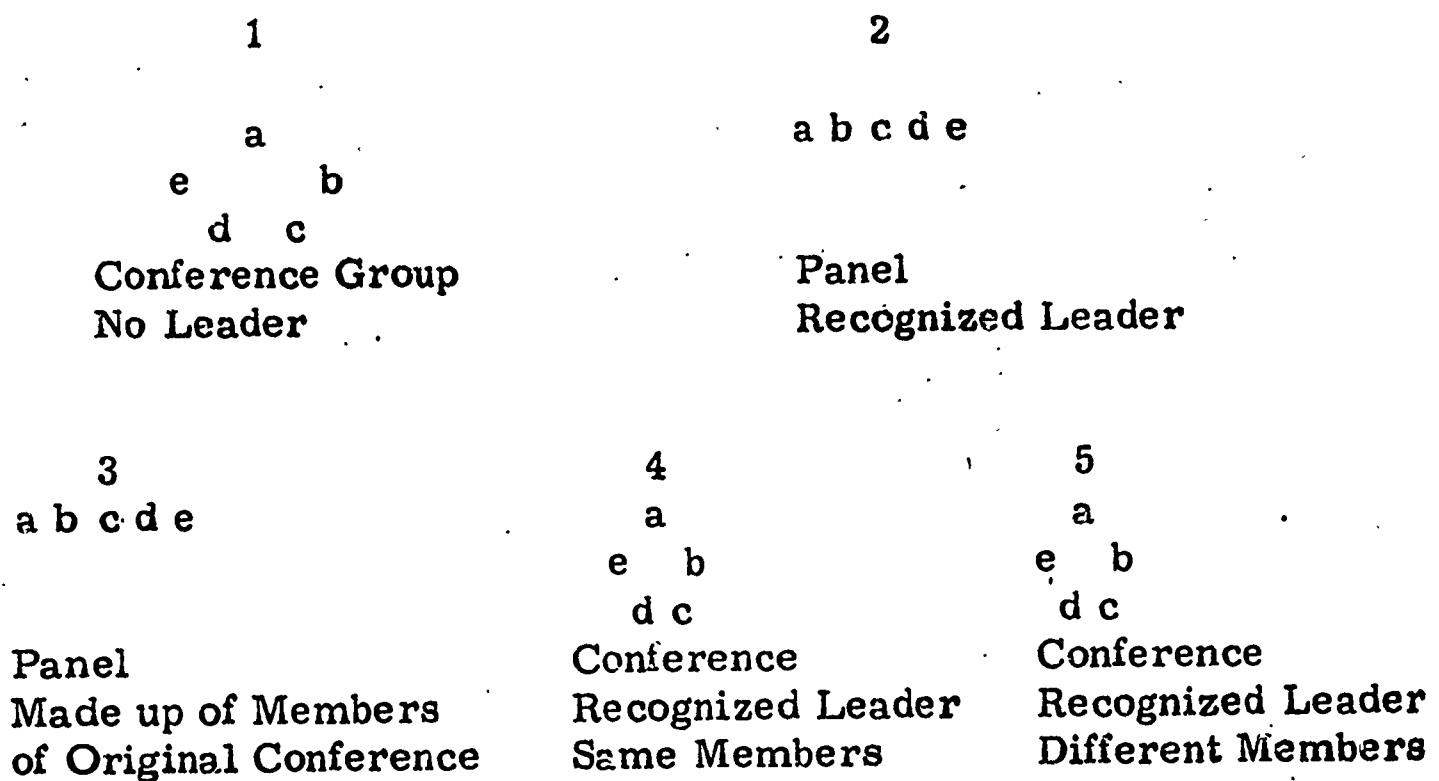 1
a
e b
d c
Conference Group
No Leader
2
a b c d e
Panel
Recognized Leader
3
a b c d e
Panel
Made up of Members
of Original Conference
4
a
e b
d c
Conference
Recognized Leader
Same Members
5
a
e b
d c
Conference
Recognized Leader
Different Members